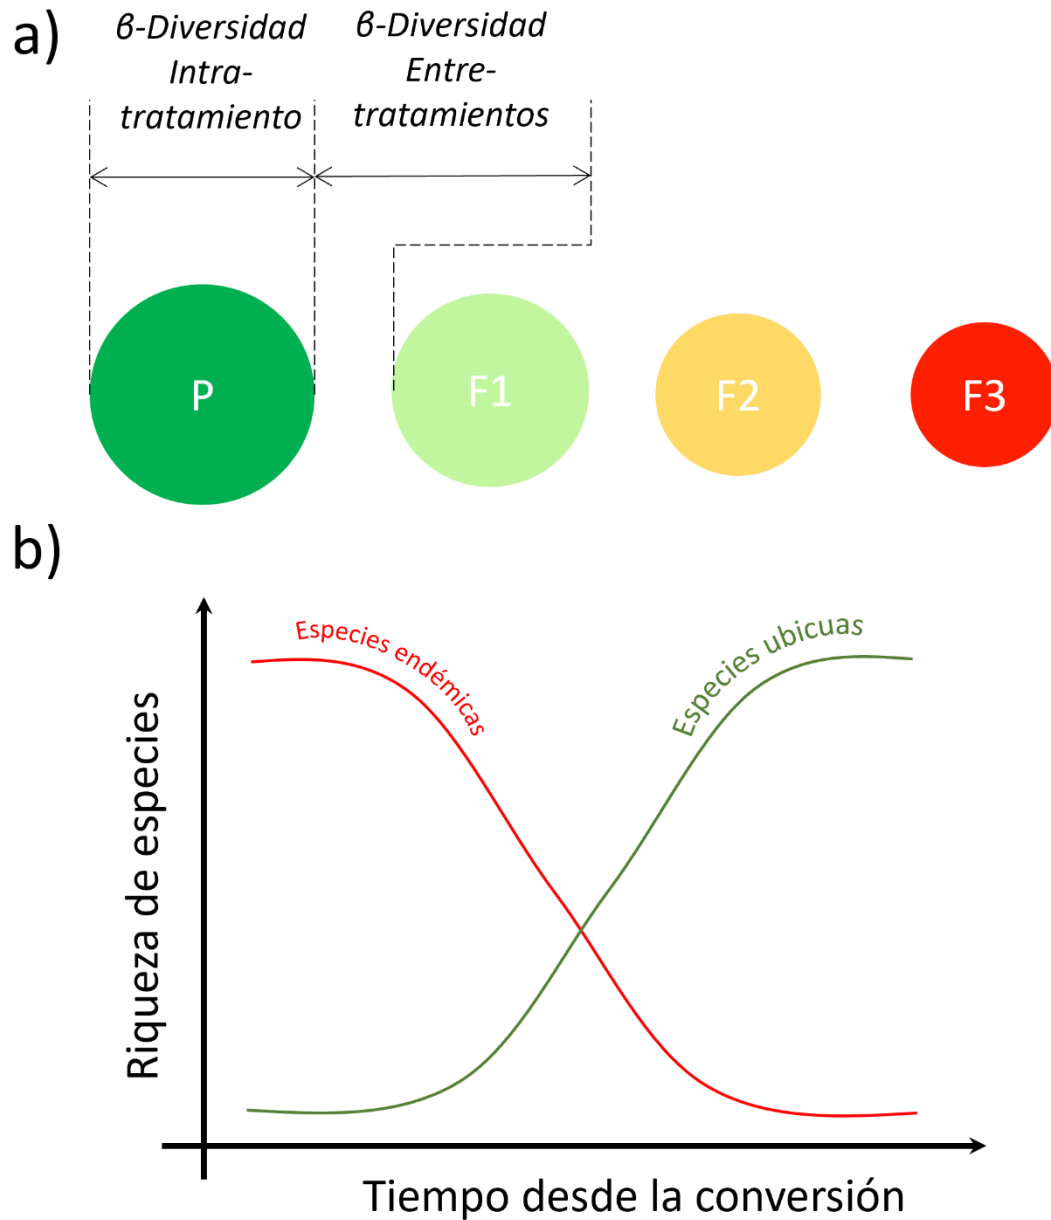 a)
β-Diversidad
Intra-
tratamiento
β-Diversidad
Entre-
tratamientos
P
F1
F2
F3
b)
Especies endémicas
Especies ubicuas
Riqueza de especies
Tiempo desde la conversión